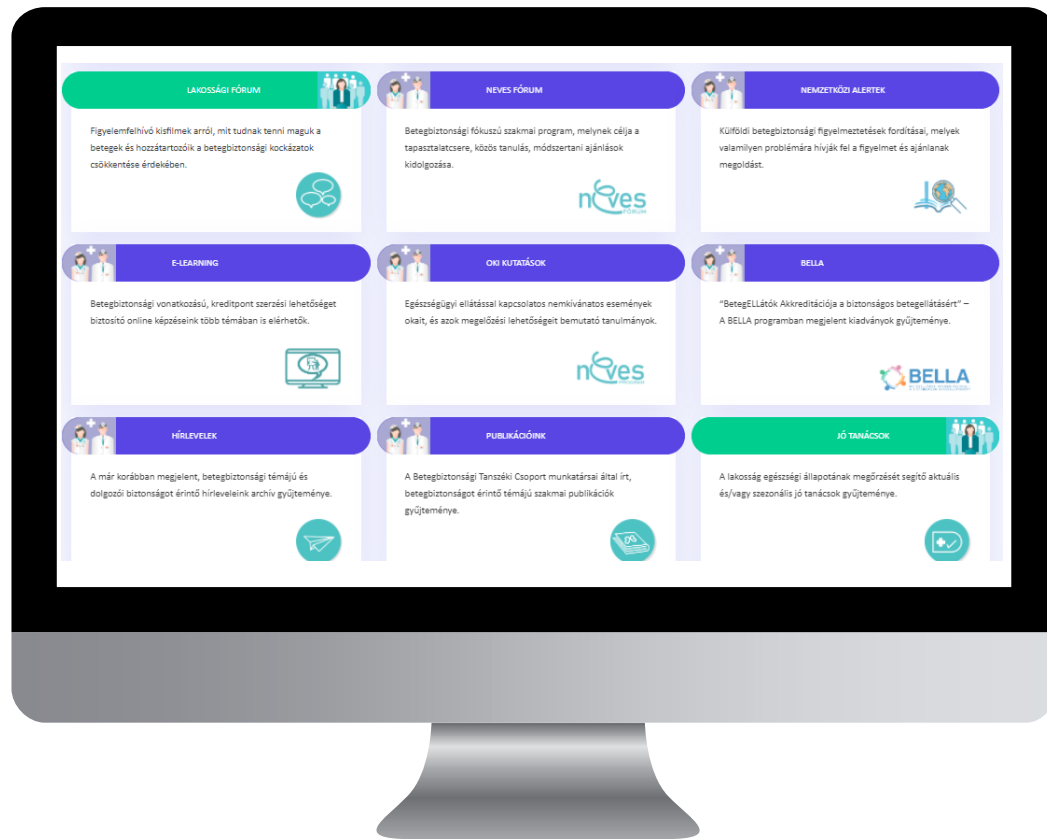 LAKOSSÁGI FÓRUM
Figyelemfelhívó kisfilmek arról, mit tudnak tenni maguk a
betegek és hozzátartozóik a betegbiztonsági kockázatok
csökkentése érdekében.
NEVES FÓRUM
Betegbiztonsági fókuszú szakmai program, melynek célja a
tapasztalatcsere, közös tanulás, módszertani ajánlások
kidolgozása.
neves
FÓRUM
NEMZETKÖZI ALERTEK
Külföldi betegbiztonsági figyelmeztetések fordításai, melyek
valamilyen problémára hívják fel a figyelmet és ajánlanak
megoldást.
E-LEARNING
Betegbiztonsági vonatkozású, kreditpont szerzési lehetőséget
biztosító online képzéseink több témában is elérhetők.
OKI KUTATÁSOK
Egészségügyi ellátással kapcsolatos nemkívánatos események
okait, és azok megelőzési lehetőségeit bemutató tanulmányok.
neves
PROGRAM
BELLA
"BetegELLátók Akkreditációja a biztonságos betegellátásért" –
A BELLA programban megjelent kiadványok gyűjteménye.
BELLA
HÍRLEVELEK
A már korábban megjelent, betegbiztonsági témájú és
dolgozói biztonságot érintő hírleveleink archív gyűjteménye.
PUBLIKÁCIÓINK
A Betegbiztonsági Tanszéki Csoport munkatársai által írt,
betegbiztonságot érintő témájú szakmai publikációk
gyűjteménye.
JÓ TANÁCSOK
A lakosság egészségi állapotának megőrzését segítő aktuális
és/vagy szezonális jó tanácsok gyűjteménye.